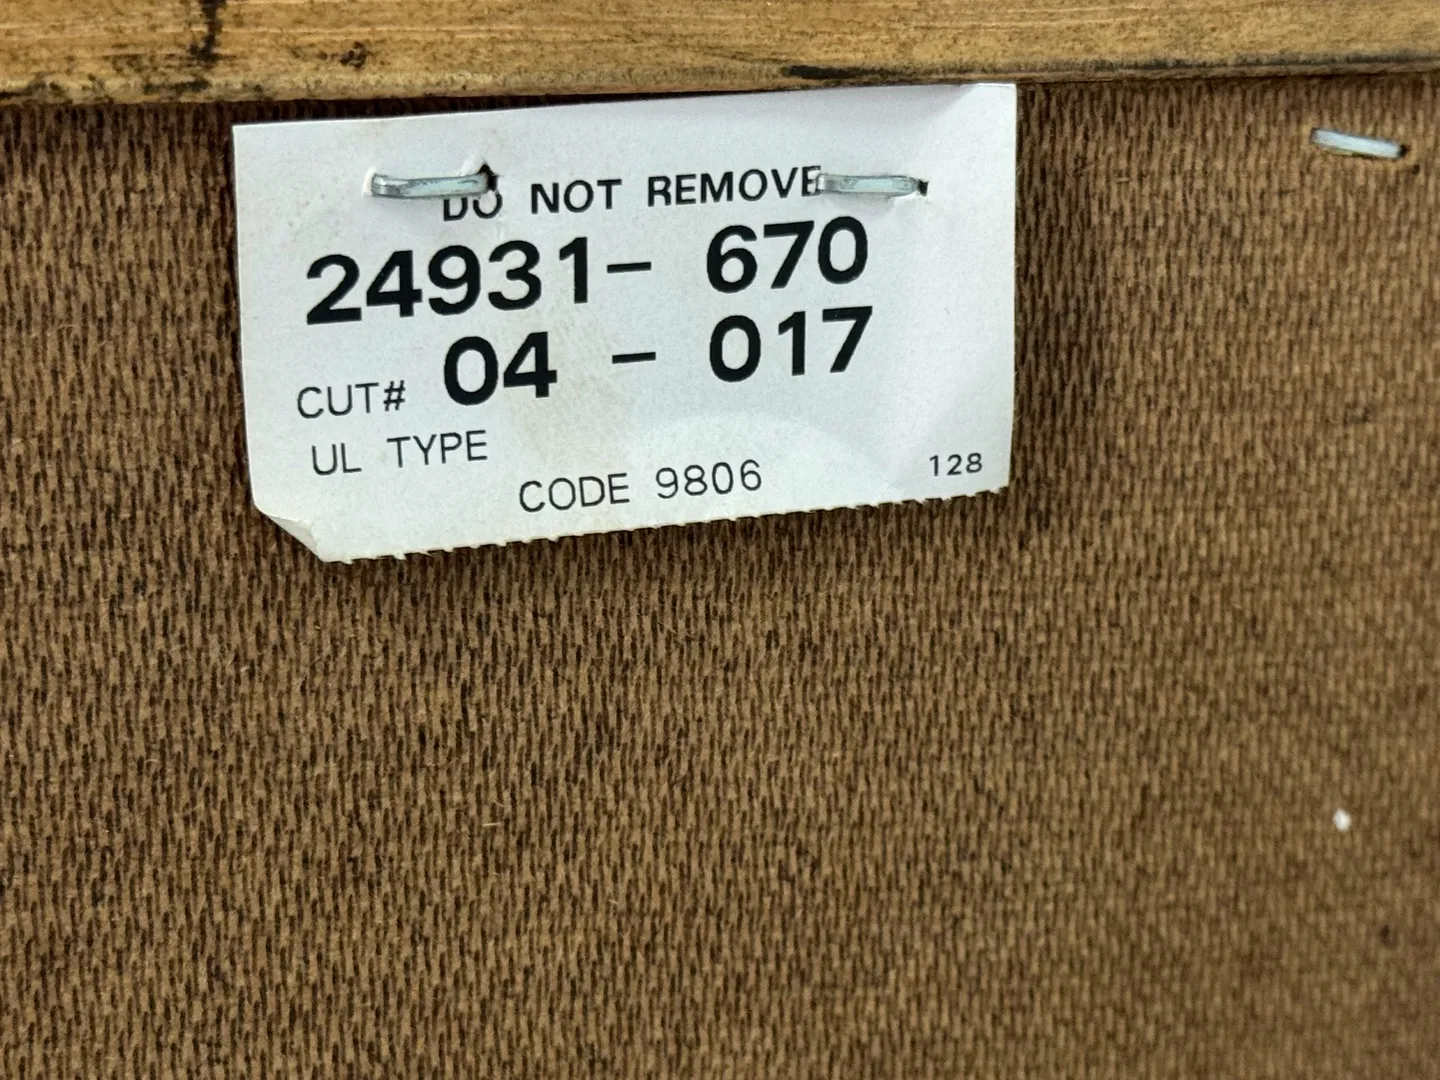 DO NOT REMOVE
24931- 670
CUT# 04 - 017
UL TYPE
CODE 9806 128